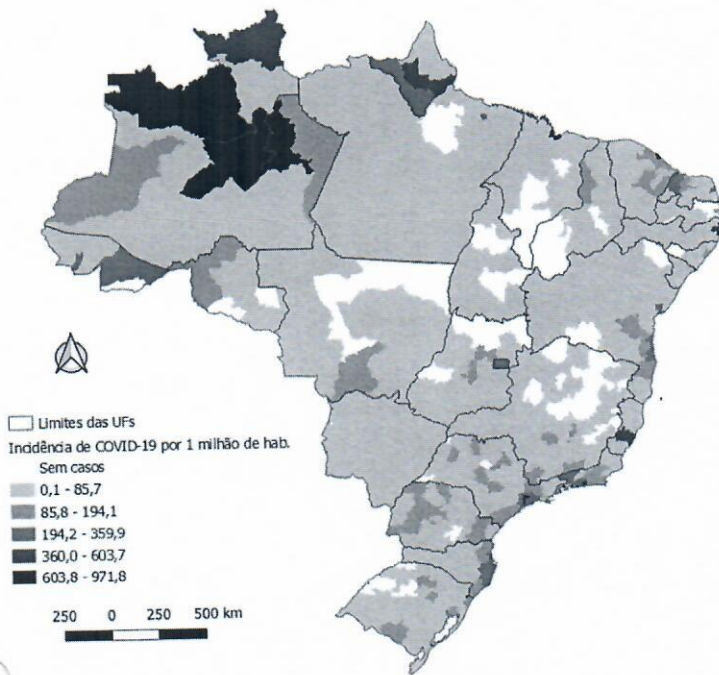 Limites das UFs
Incidência de COVID-19 por 1 milhão de hab.
Sem casos
0,1 - 85,7
85,8 - 194,1
194,2 - 359,9
360,0 - 603,7
603,8 - 971,8
250 0 250 500 km